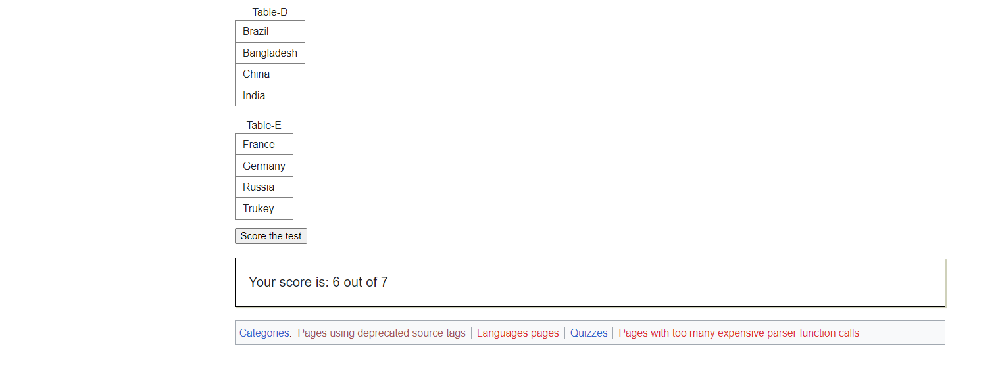 Table-D
Brazil
Bangladesh
China
India
Table-E
France
Germany
Russia
Trukey
Score the test
Your score is: 6 out of 7
Categories: Pages using deprecated source tags | Languages pages | Quizzes | Pages with too many expensive parser function calls